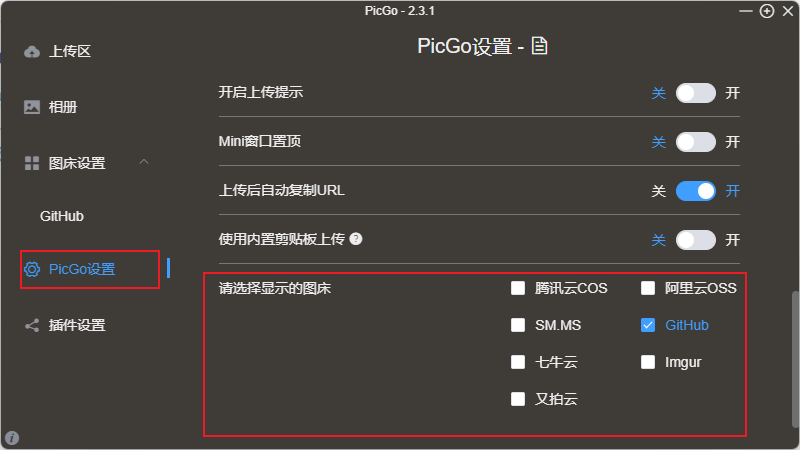 PicGo - 2.3.1
上传区
相册
图床设置
GitHub
PicGo设置
插件设置
PicGo设置 -
开启上传提示 关 开
Mini窗口置顶 关 开
上传后自动复制URL 关 开
使用内置剪贴板上传 ? 关 开
请选择显示的图床 腾讯云COS 阿里云OSS
SM.MS GitHub
七牛云 Imgur
又拍云